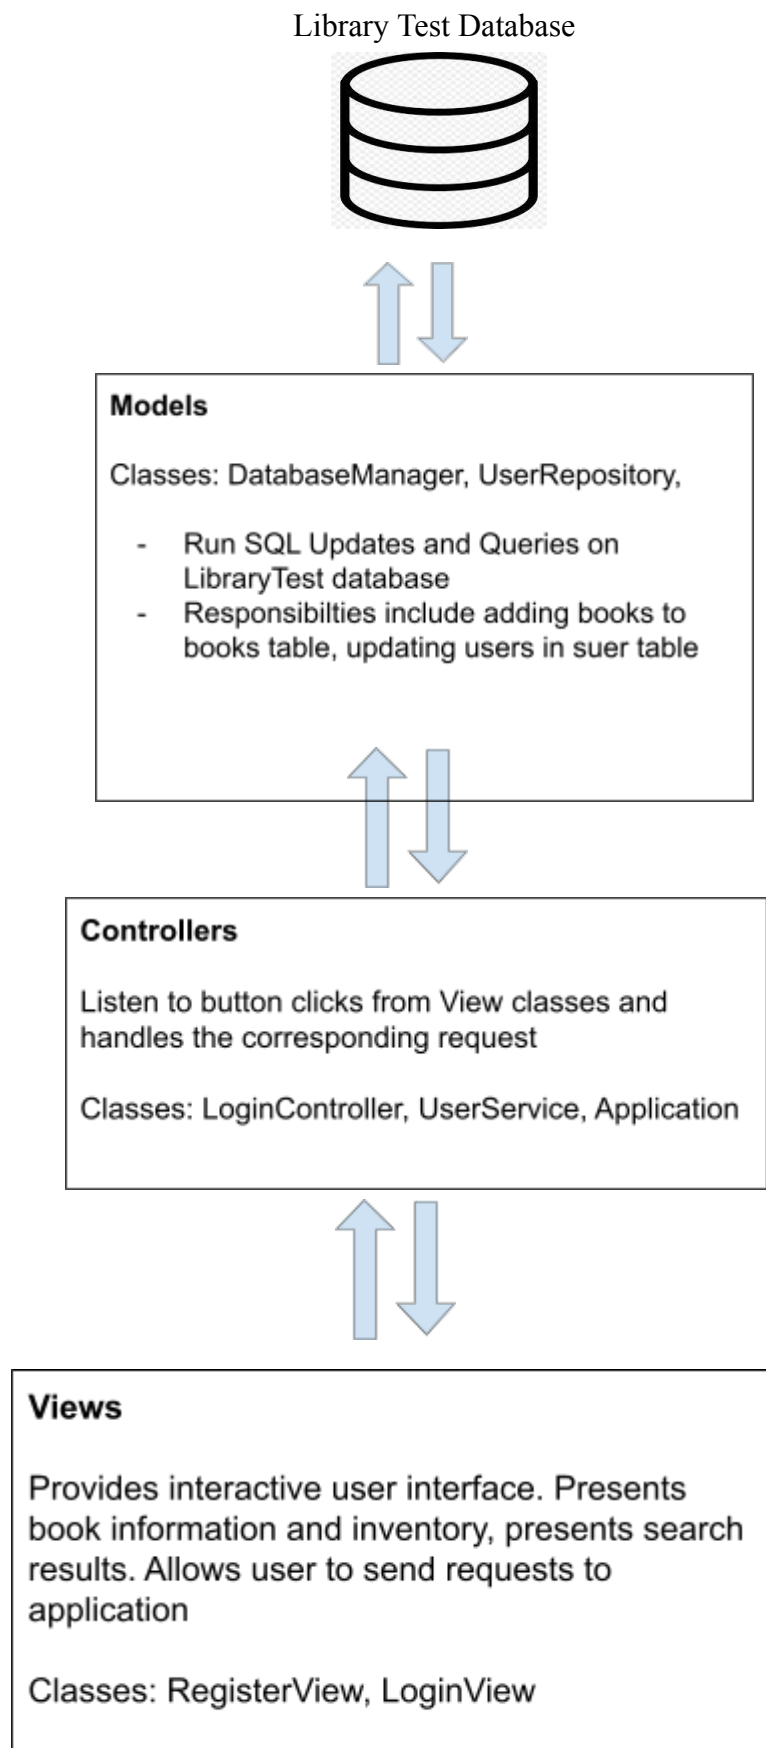 Library Test Database
Models
Classes: DatabaseManager, UserRepository,
- Run SQL Updates and Queries on
LibraryTest database
- Responsibilties include adding books to
books table, updating users in suer table
Controllers
Listen to button clicks from View classes and
handles the corresponding request
Classes: LoginController, UserService, Application
Views
Provides interactive user interface. Presents
book information and inventory, presents search
results. Allows user to send requests to
application
Classes: RegisterView, LoginView